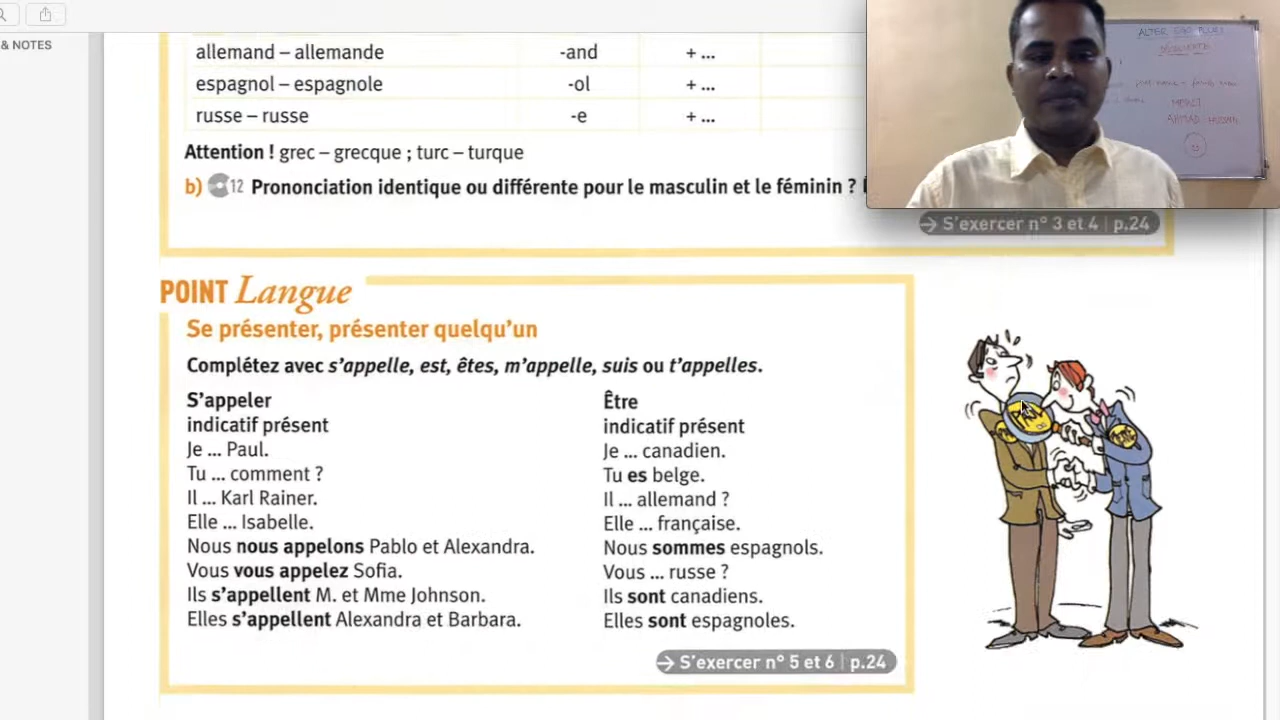 & NOTES
ALTER EGO PLUS 1
allemand – allemande -and + ...
espagnol – espagnole -ol + ...
russe – russe -e + ...
Attention ! grec – grecque ; turc – turque
b) 12 Prononciation identique ou différente pour le masculin et le féminin ?
→ S'exercer n° 3 et 4 | p.24
POINT Langue
Se présenter, présenter quelqu'un
Complétez avec s'appelle, est, êtes, m'appelle, suis ou t'appelles.
S'appeler
indicatif présent
Je ... Paul.
Tu ... comment ?
Il ... Karl Rainer.
Elle ... Isabelle.
Nous nous appelons Pablo et Alexandra.
Vous vous appelez Sofia.
Ils s'appellent M. et Mme Johnson.
Elles s'appellent Alexandra et Barbara.
Être
indicatif présent
Je ... canadien.
Tu es belge.
Il ... allemand ?
Elle ... française.
Nous sommes espagnols.
Vous ... russe ?
Ils sont canadiens.
Elles sont espagnoles.
→ S'exercer n° 5 et 6 | p.24